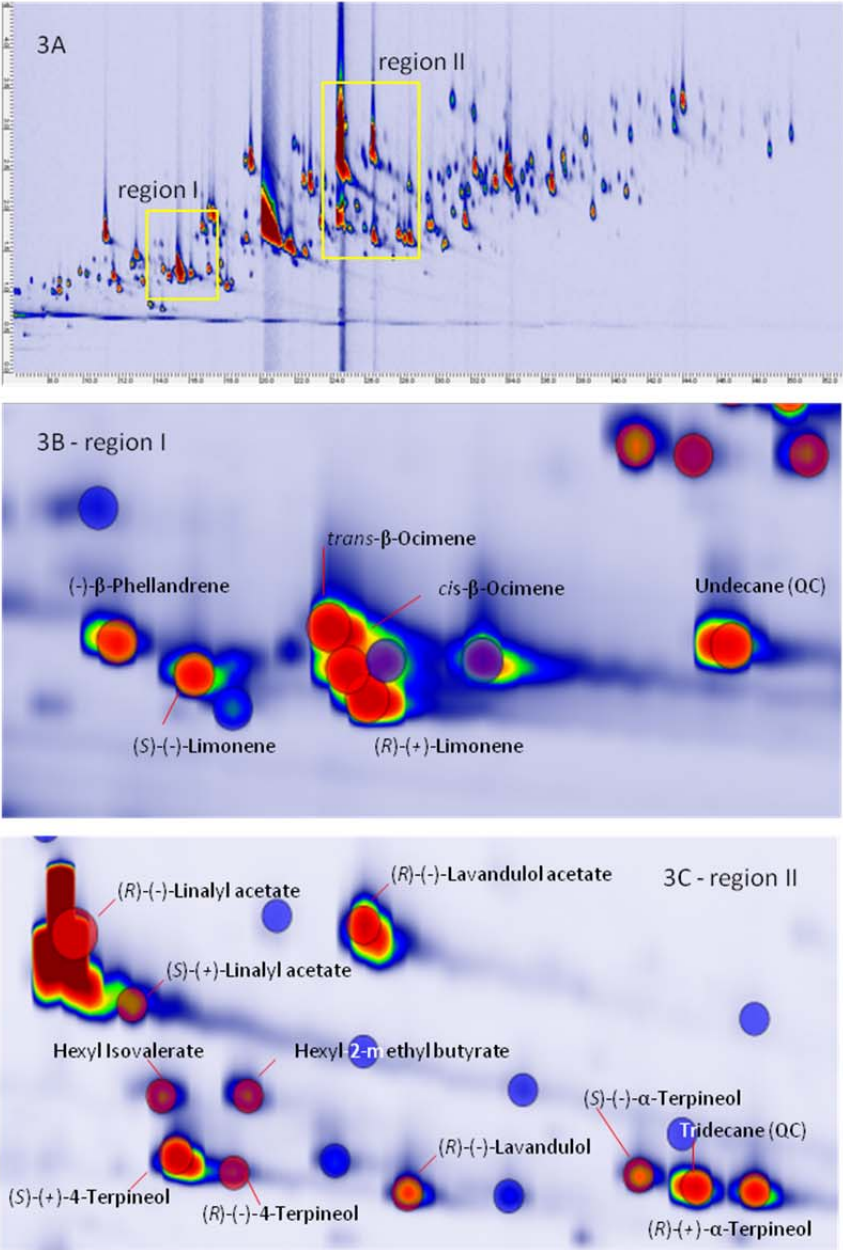 3A
region II
region I
3B - region I
trans-β-Ocimene
cis-β-Ocimene
(-)-β-Phellandrene
Undecane (QC)
(S)-(-)-Limonene
(R)-(+)-Limonene
(R)-(-)-Lavandulol acetate
3C - region II
(R)-(-)-Linalyl acetate
(S)-(+)-Linalyl acetate
Hexyl Isovalerate
Hexyl-2-methyl butyrate
(S)-(-)-α-Terpineol
Tridecane (QC)
(R)-(-)-Lavandulol
(S)-(+)-4-Terpineol
(R)-(-)-4-Terpineol
(R)-(+)-α-Terpineol